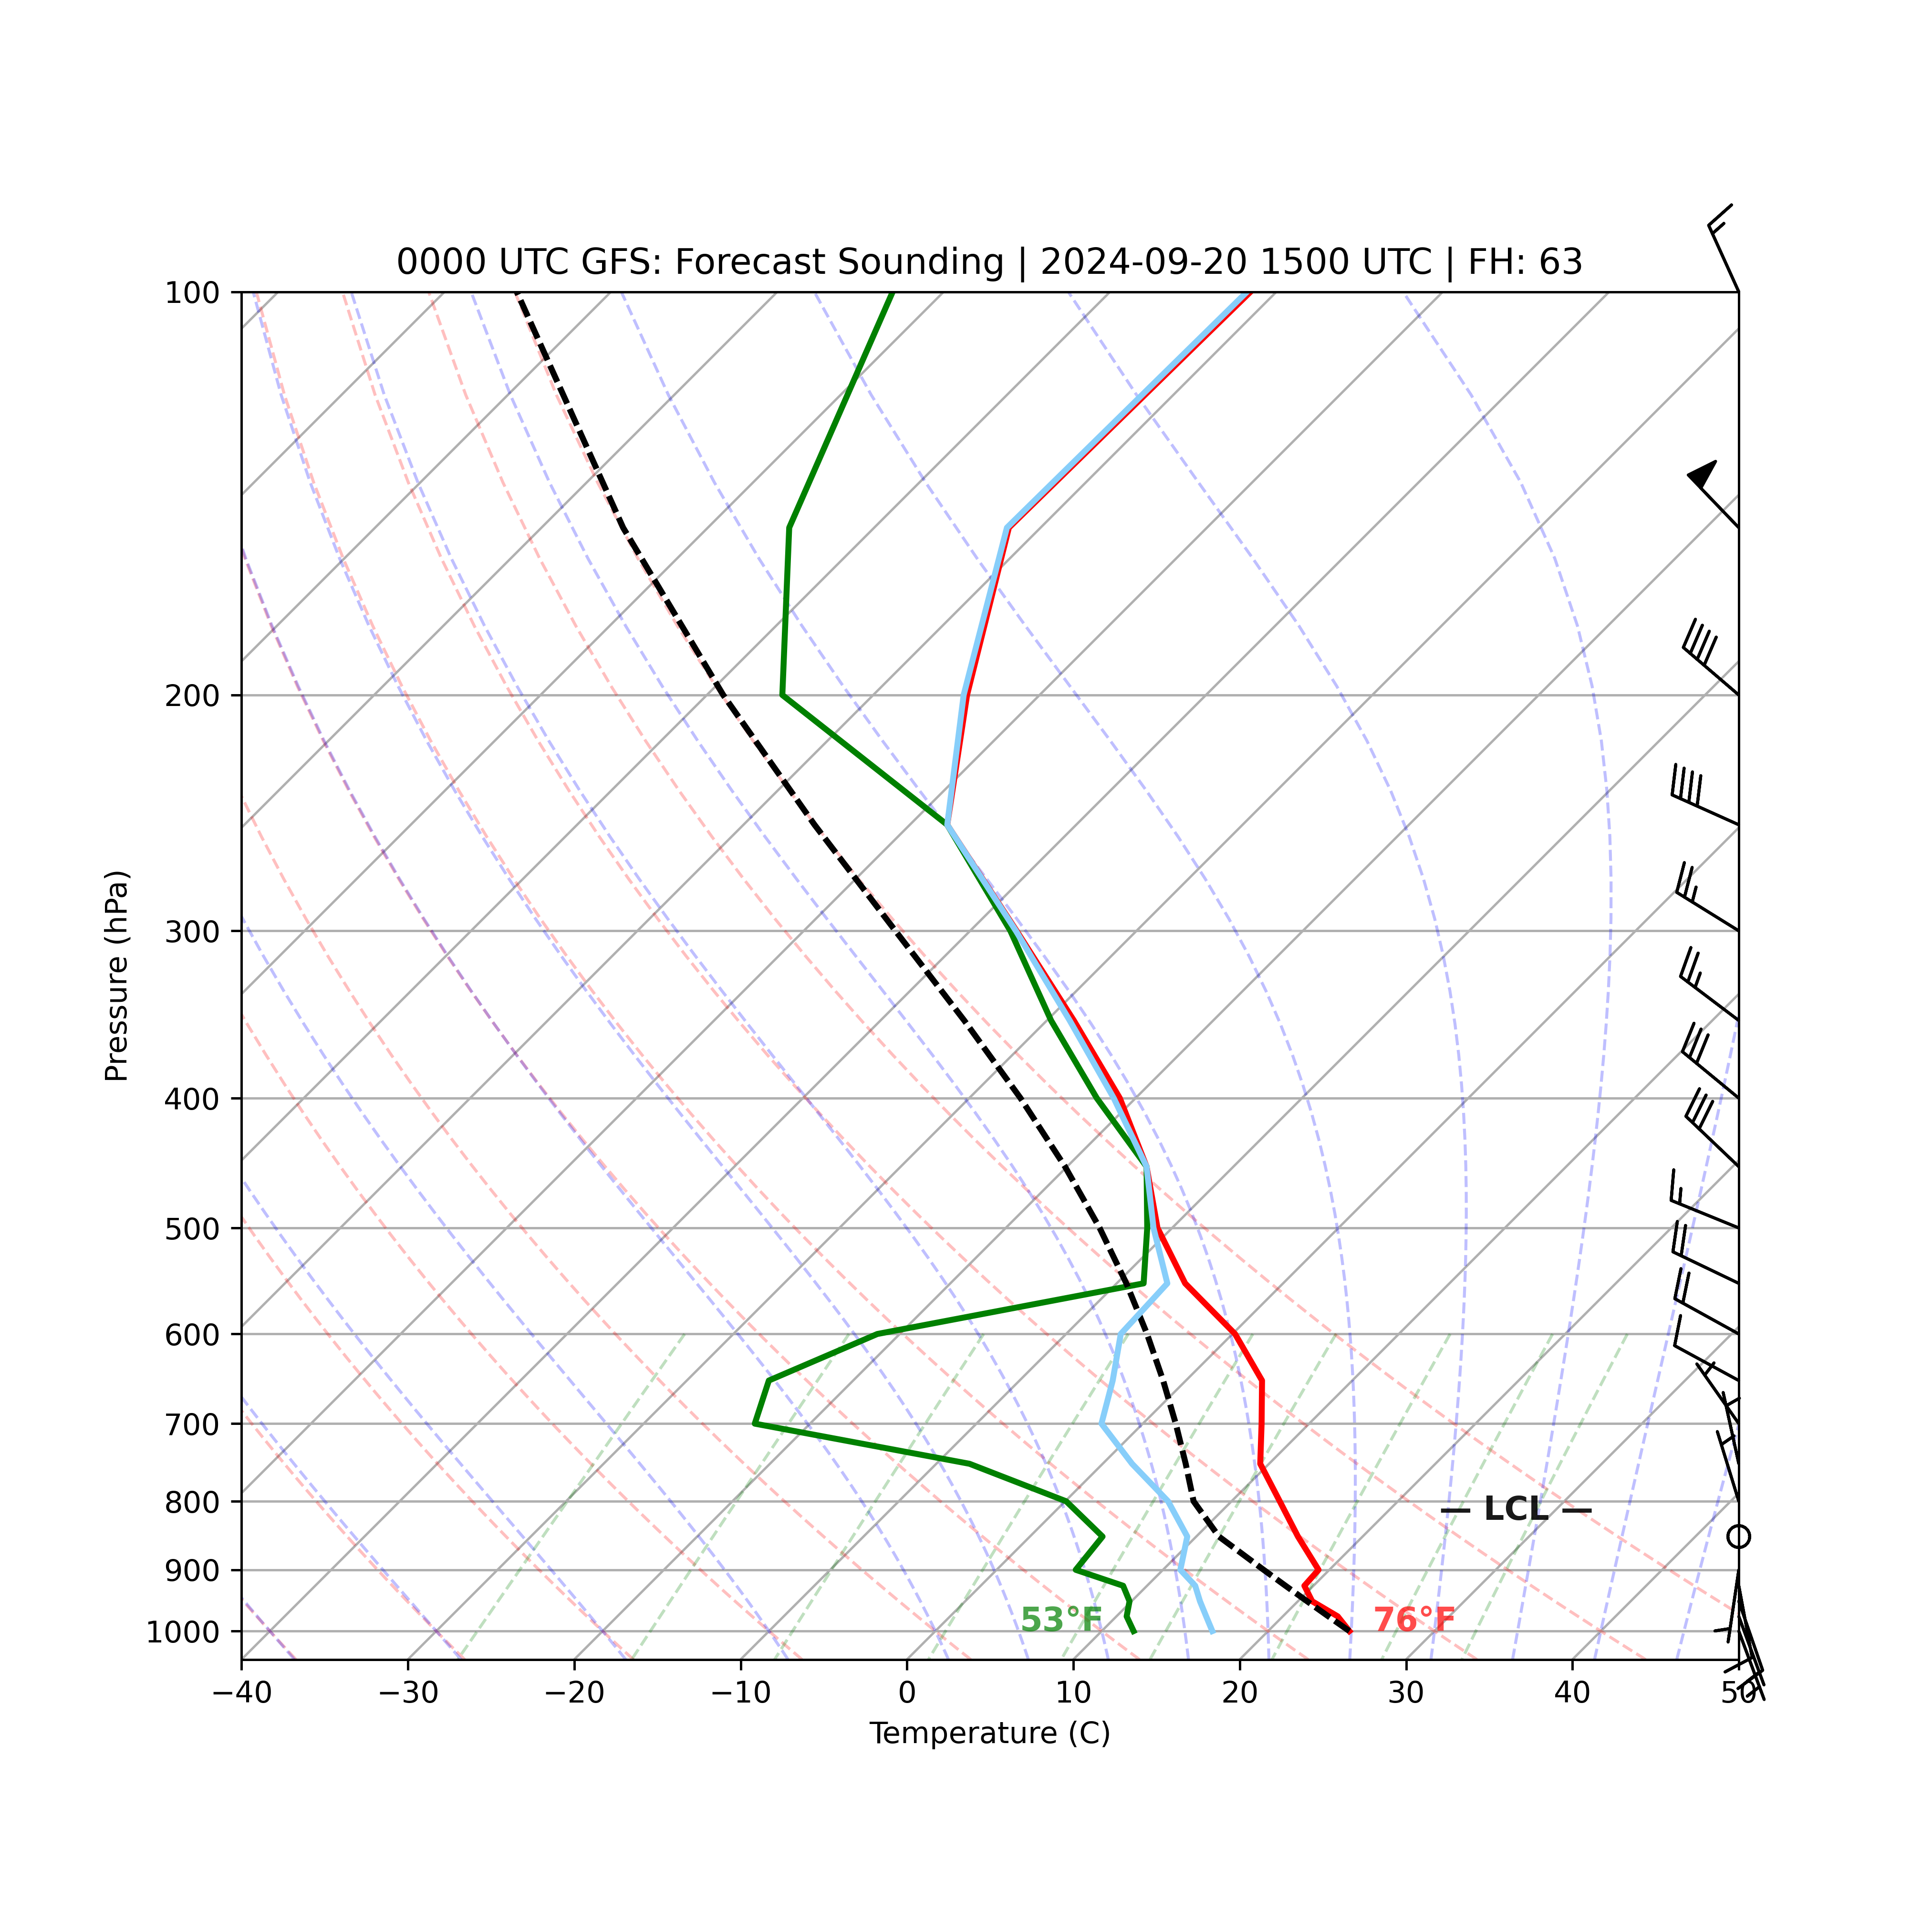 0000 UTC GFS: Forecast Sounding | 2024-09-20 1500 UTC | FH: 63
100
200
300
400
500
600
700
800
900
1000
Pressure (hPa)
— LCL —
53°F
76°F
−40 −30 −20 −10 0 10 20 30 40 50
Temperature (C)